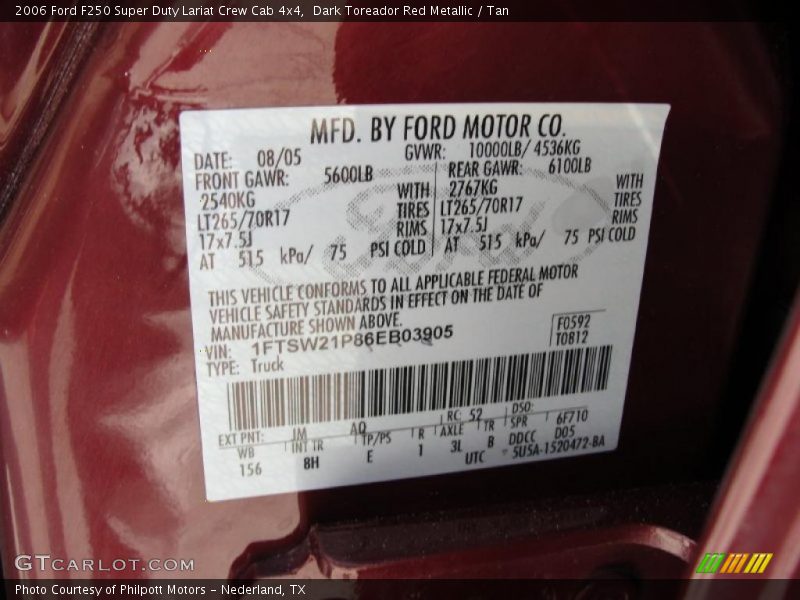 2006 Ford F250 Super Duty Lariat Crew Cab 4x4,  Dark Toreador Red Metallic / Tan
MFD. BY FORD MOTOR CO.
DATE: 08/05 GVWR: 10000LB/ 4536KG
FRONT GAWR: 5600LB REAR GAWR: 6100LB
2540KG WITH 2767KG WITH
LT265/70R17 TIRES LT265/70R17 TIRES
17x7.5J RIMS 17x7.5J RIMS
AT 515 kPa/ 75 PSI COLD AT 515 kPa/ 75 PSI COLD
Ford
THIS VEHICLE CONFORMS TO ALL APPLICABLE FEDERAL MOTOR
VEHICLE SAFETY STANDARDS IN EFFECT ON THE DATE OF
MANUFACTURE SHOWN ABOVE.
VIN: 1FTSW21P86EB03905 F0592
TYPE: Truck T0812
EXT PNT: JM AQ RC: 52 DSO:
WB INT TR TP/PS R AXLE TR SPR 6F710
156 8H E 1 3L B DDCC D05
UTC 5U5A-1520472-BA
GTCARLOT.COM
Photo Courtesy of Philpott Motors – Nederland, TX